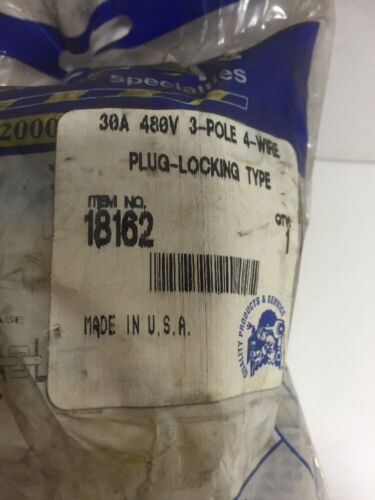 specialties
2000
30A 480V 3-POLE 4-WIRE
PLUG-LOCKING TYPE
ITEM NO.
QTY.
18162
1
MADE IN U.S.A.
QUALITY PRODUCTS & SERVICE